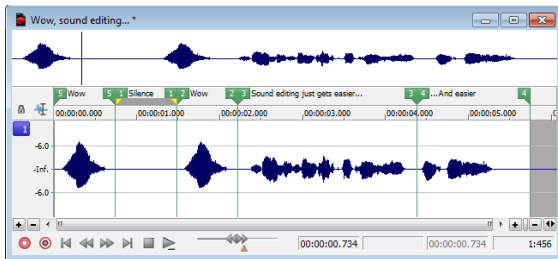 Wow, sound editing... *
5 Wow 5 1 Silence 1 2 Wow 2 3 Sound editing just gets easier... 3 4 ...And easier 4
00:00:00.000 00:00:01.000 00:00:02.000 00:00:03.000 00:00:04.000 00:00:05.000
1
-6.0
-Inf.
-6.0
00:00:00.734 00:00:00.734 1:456